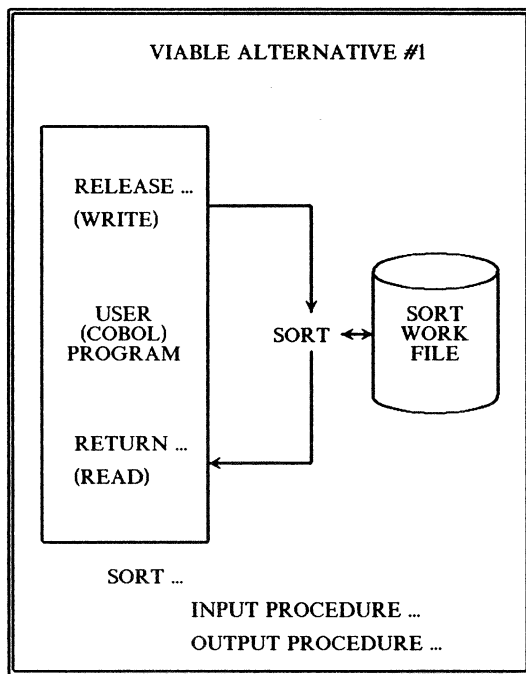 VIABLE ALTERNATIVE #1
RELEASE ...
(WRITE)
USER
(COBOL)
PROGRAM
SORT
SORT
WORK
FILE
RETURN ...
(READ)
SORT ...
INPUT PROCEDURE ...
OUTPUT PROCEDURE ...